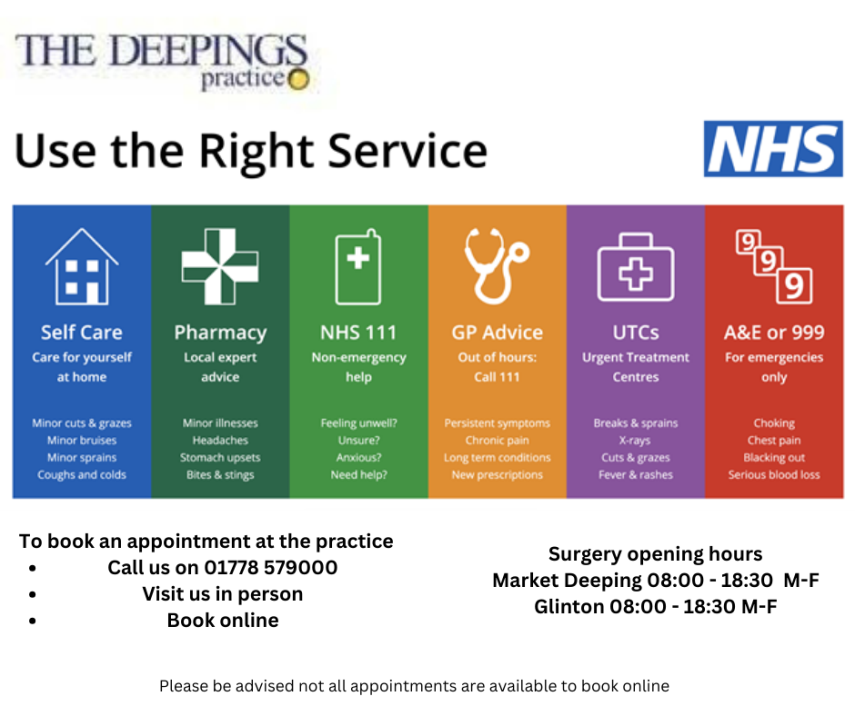 THE DEEPINGS
practice
Use the Right Service
NHS
Self Care
Care for yourself
at home
Minor cuts & grazes
Minor bruises
Minor sprains
Coughs and colds
Pharmacy
Local expert
advice
Minor illnesses
Headaches
Stomach upsets
Bites & stings
NHS 111
Non-emergency
help
Feeling unwell?
Unsure?
Anxious?
Need help?
GP Advice
Out of hours:
Call 111
Persistent symptoms
Chronic pain
Long term conditions
New prescriptions
UTCs
Urgent Treatment
Centres
Breaks & sprains
X-rays
Cuts & grazes
Fever & rashes
9
9
9
A&E or 999
For emergencies
only
Choking
Chest pain
Blacking out
Serious blood loss
To book an appointment at the practice
• Call us on 01778 579000
• Visit us in person
• Book online
Surgery opening hours
Market Deeping 08:00 - 18:30 M-F
Glinton 08:00 - 18:30 M-F
Please be advised not all appointments are available to book online